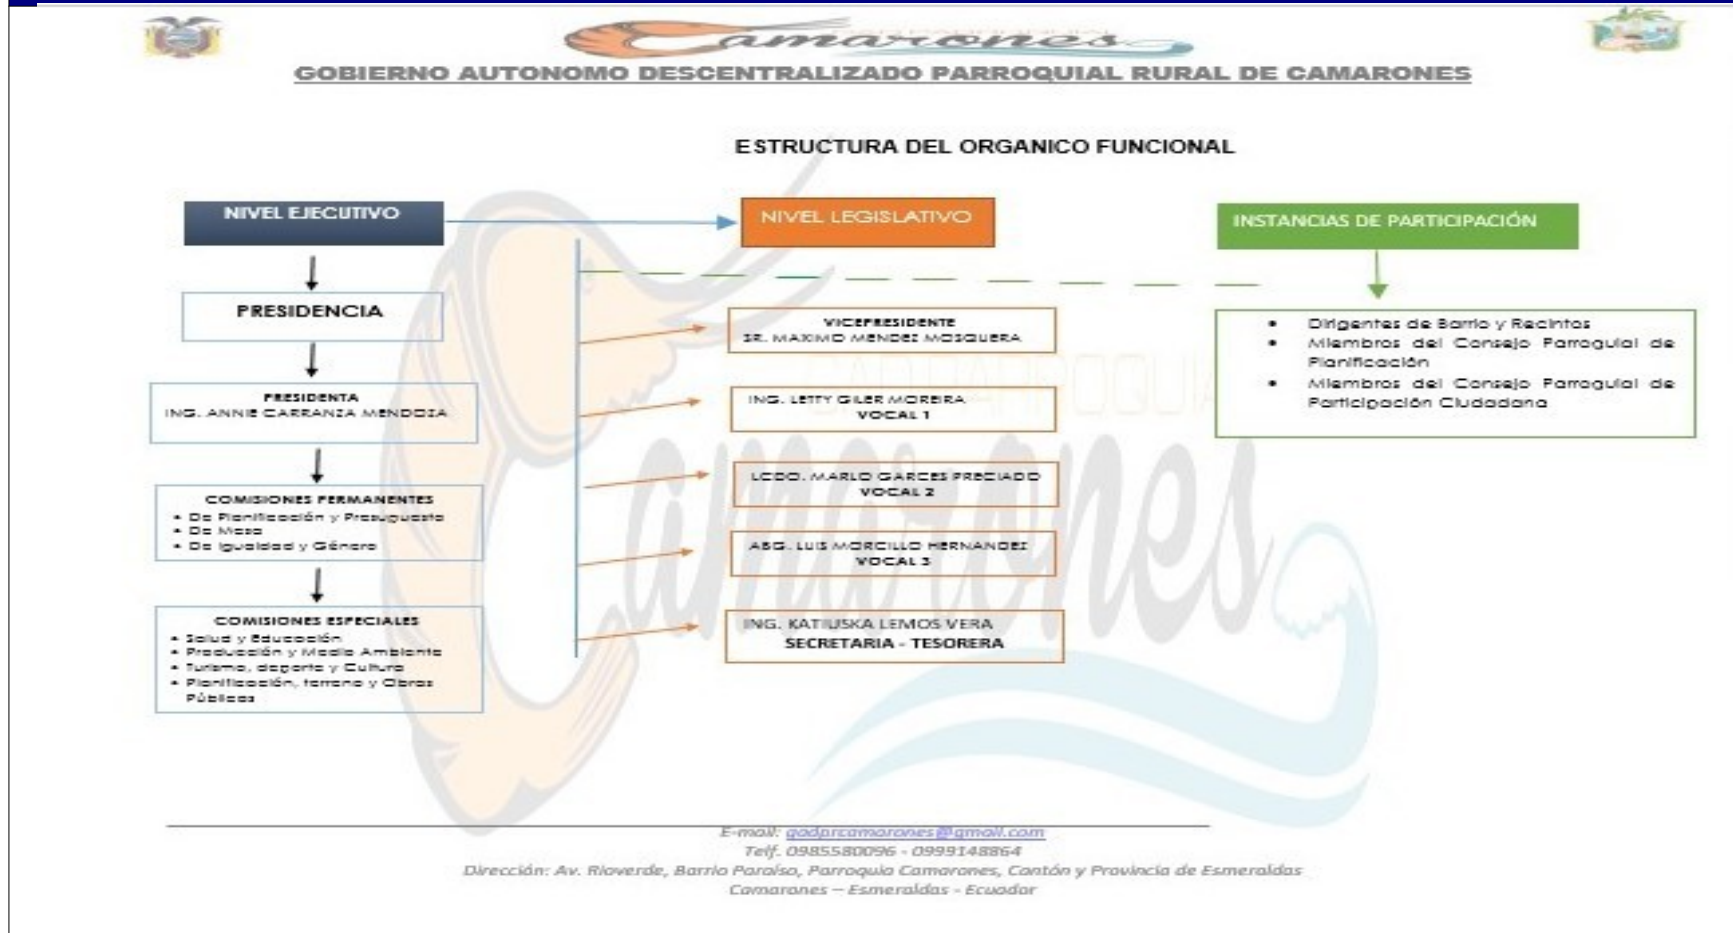 Camarones
GOBIERNO AUTONOMO DESCENTRALIZADO PARROQUIAL RURAL DE CAMARONES
ESTRUCTURA DEL ORGANICO FUNCIONAL
NIVEL EJECUTIVO
PRESIDENCIA
PRESIDENTA
ING. ANNIE CARRANZA MENDOZA
COMISIONES PERMANENTES
• De Planificación y Presupuesto
• De Mesa
• De Igualdad y Género
COMISIONES ESPECIALES
• Salud y Educación
• Producción y Medio Ambiente
• Turismo, deporte y Cultura
• Planificación, terreno y Obras
Públicas
NIVEL LEGISLATIVO
VICEPRESIDENTE
SR. MAXIMO MENDEZ MOSQUERA
ING. LETTY GILER MOREIRA
VOCAL 1
LCDO. MARLO GARCES PRECIADO
VOCAL 2
ABG. LUIS MORCILLO HERNANDEZ
VOCAL 3
ING. KATIUSKA LEMOS VERA
SECRETARIA - TESORERA
INSTANCIAS DE PARTICIPACIÓN
• Dirigentes de Barrio y Recintos
• Miembros del Consejo Parroquial de
Planificación
• Miembros del Consejo Parroquial de
Participación Ciudadana
GAD PARROQUIAL
Camarones
E-mail: gadprcamarones@gmail.com
Telf. 0985580096 - 0999148864
Dirección: Av. Rioverde, Barrio Paraíso, Parroquia Camarones, Cantón y Provincia de Esmeraldas
Camarones – Esmeraldas - Ecuador